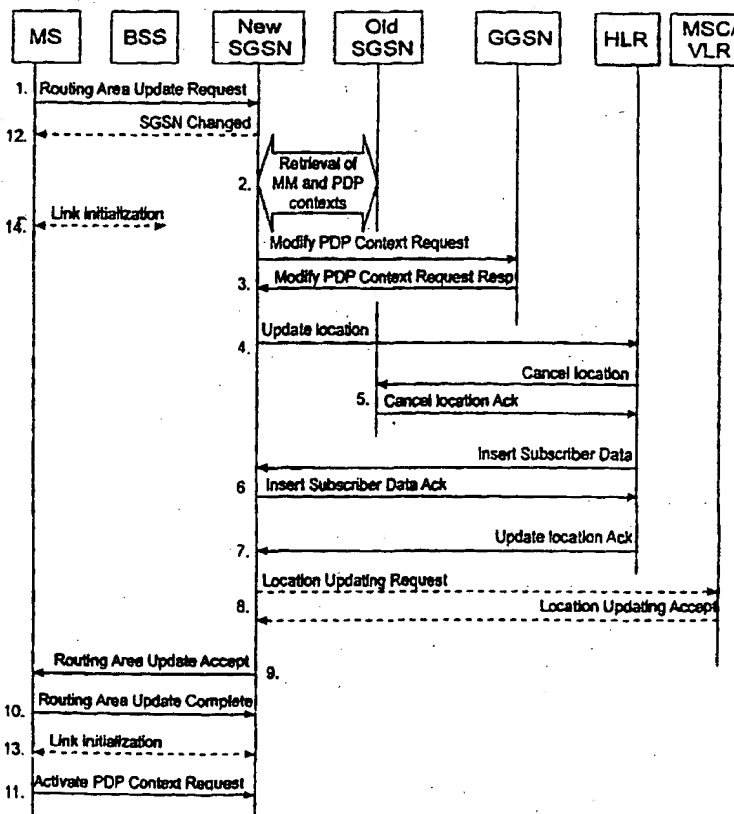 MS
BSS
New
SGSN
Old
SGSN
GGSN
HLR
MSC/
VLR
1. Routing Area Update Request
12. SGSN Changed
2. Retrieval of
MM and PDP
contexts
14. Link initialization
Modify PDP Context Request
3. Modify PDP Context Request Resp
4. Update location
Cancel location
5. Cancel location Ack
Insert Subscriber Data
6 Insert Subscriber Data Ack
7. Update location Ack
Location Updating Request
8. Location Updating Accept
Routing Area Update Accept 9.
10. Routing Area Update Complete
13. Link initialization
11. Activate PDP Context Request